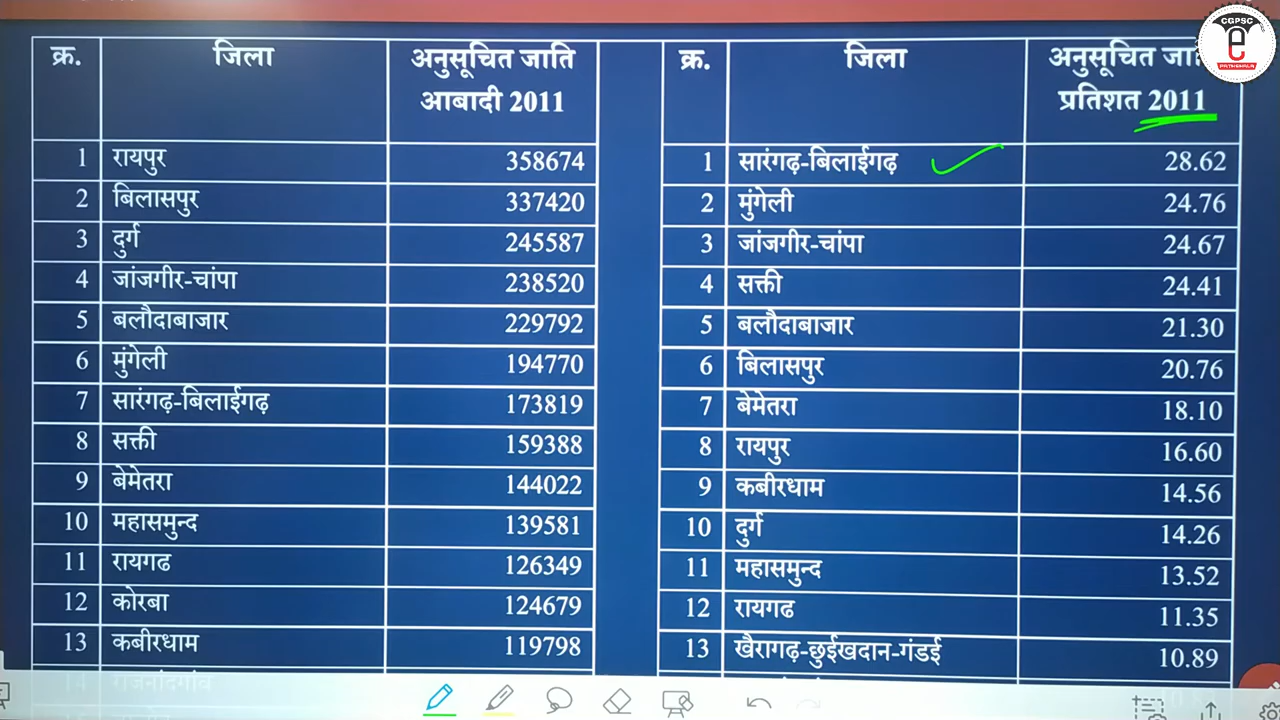 CGPSC
e
PATHSHALA
क्र. जिला अनुसूचित जाति आबादी 2011
1 रायपुर 358674
2 बिलासपुर 337420
3 दुर्ग 245587
4 जांजगीर-चांपा 238520
5 बलौदाबाजार 229792
6 मुंगेली 194770
7 सारंगढ़-बिलाईगढ़ 173819
8 सक्ती 159388
9 बेमेतरा 144022
10 महासमुन्द 139581
11 रायगढ 126349
12 कोरबा 124679
13 कबीरधाम 119798
14 राजनांदगांव
क्र. जिला अनुसूचित जा प्रतिशत 2011
1 सारंगढ़-बिलाईगढ़ 28.62
2 मुंगेली 24.76
3 जांजगीर-चांपा 24.67
4 सक्ती 24.41
5 बलौदाबाजार 21.30
6 बिलासपुर 20.76
7 बेमेतरा 18.10
8 रायपुर 16.60
9 कबीरधाम 14.56
10 दुर्ग 14.26
11 महासमुन्द 13.52
12 रायगढ 11.35
13 खैरागढ़-छुईखदान-गंडई 10.89